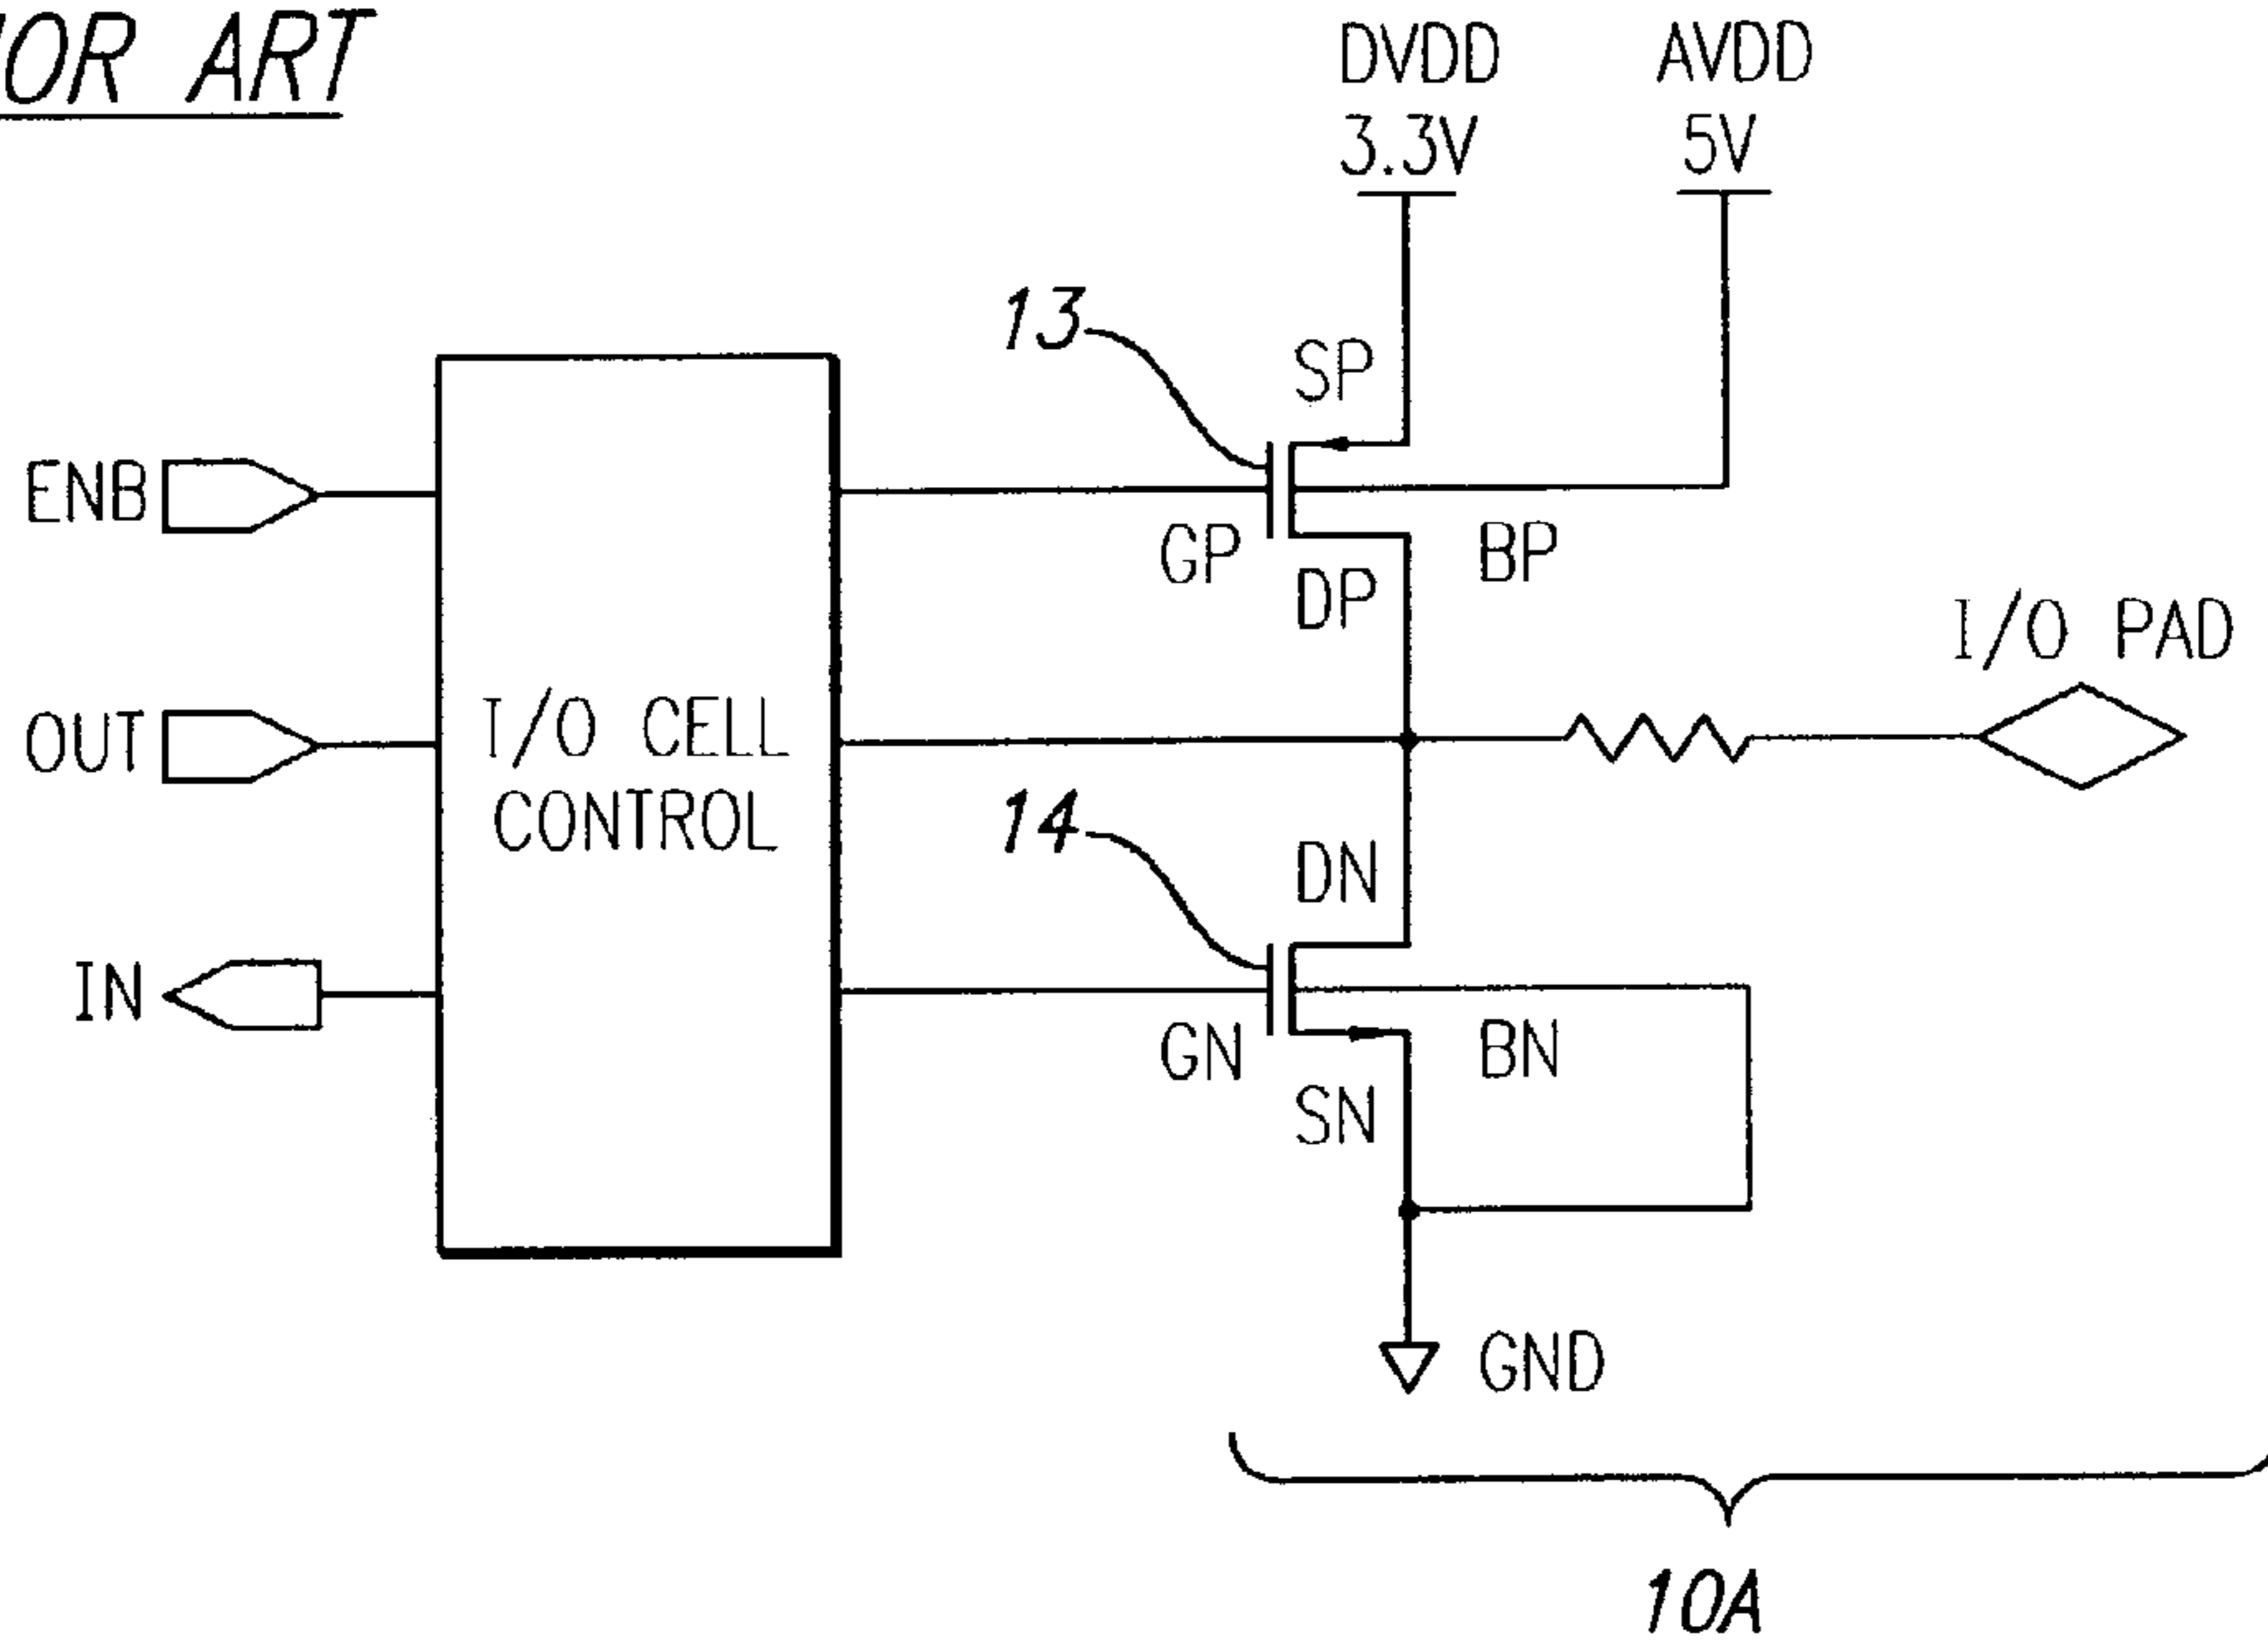 ART
DVDD
3.3V
AVDD
5V
13
SP
GP
DP
BP
ENB
OUT
IN
I/O CELL
CONTROL
I/O PAD
14
DN
GN
BN
SN
GND
10A